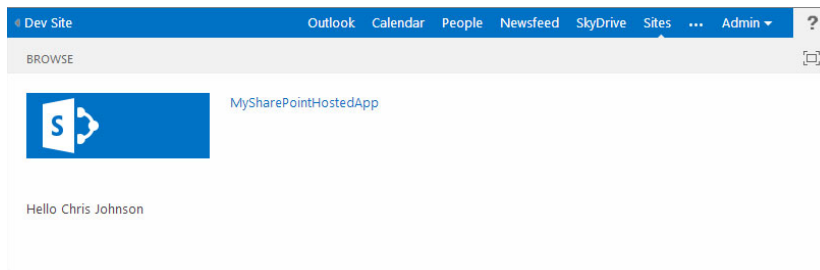 Dev Site Outlook Calendar People Newsfeed SkyDrive Sites ... Admin ?
BROWSE
S MySharePointHostedApp
Hello Chris Johnson